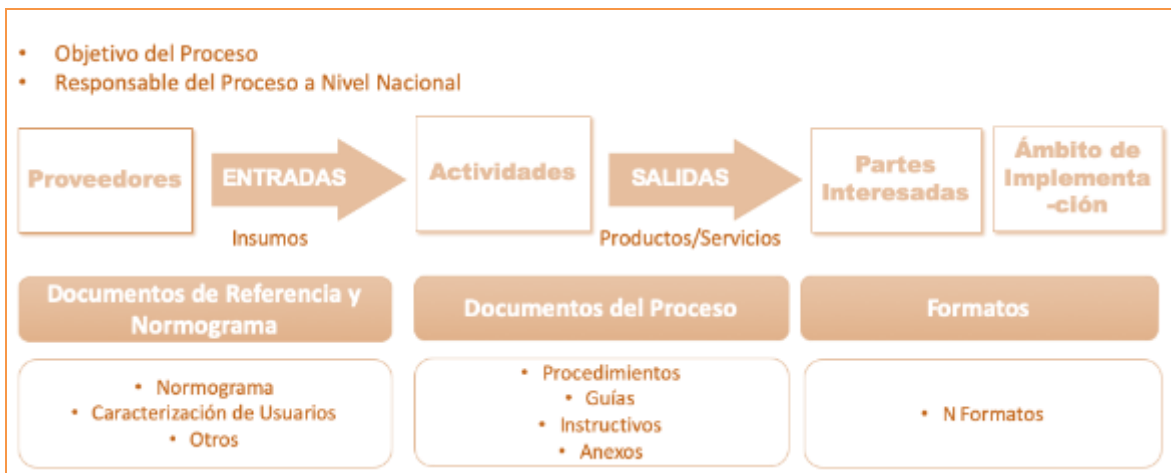 • Objetivo del Proceso
• Responsable del Proceso a Nivel Nacional
Proveedores
ENTRADAS
Insumos
Actividades
SALIDAS
Productos/Servicios
Partes
Interesadas
Ámbito de
Implementa
-ción
Documentos de Referencia y
Normograma
Documentos del Proceso
Formatos
• Normograma
• Caracterización de Usuarios
• Otros
• Procedimientos
• Guías
• Instructivos
• Anexos
• N Formatos